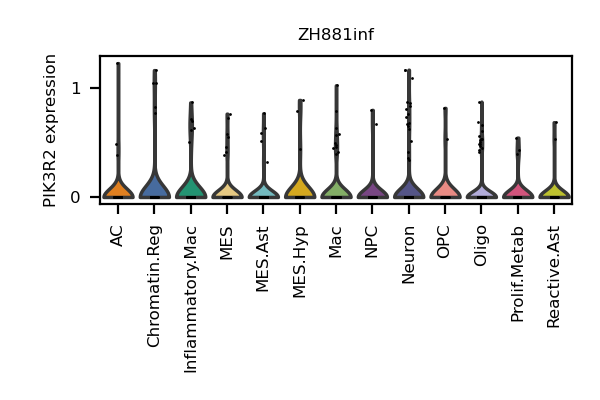 ZH881inf
PIK3R2 expression
1
0
AC
Chromatin.Reg
Inflammatory.Mac
MES
MES.Ast
MES.Hyp
Mac
NPC
Neuron
OPC
Oligo
Prolif.Metab
Reactive.Ast